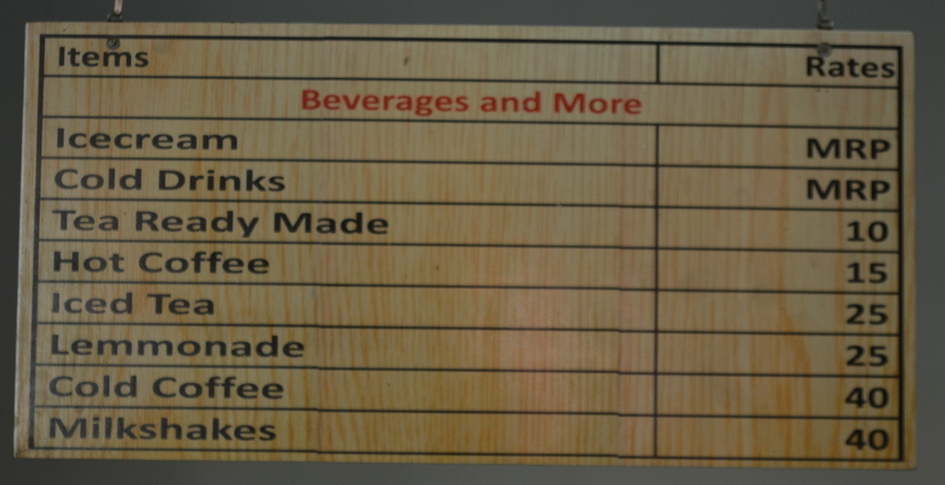 Items Rates
Beverages and More
Icecream MRP
Cold Drinks MRP
Tea Ready Made 10
Hot Coffee 15
Iced Tea 25
Lemmonade 25
Cold Coffee 40
Milkshakes 40